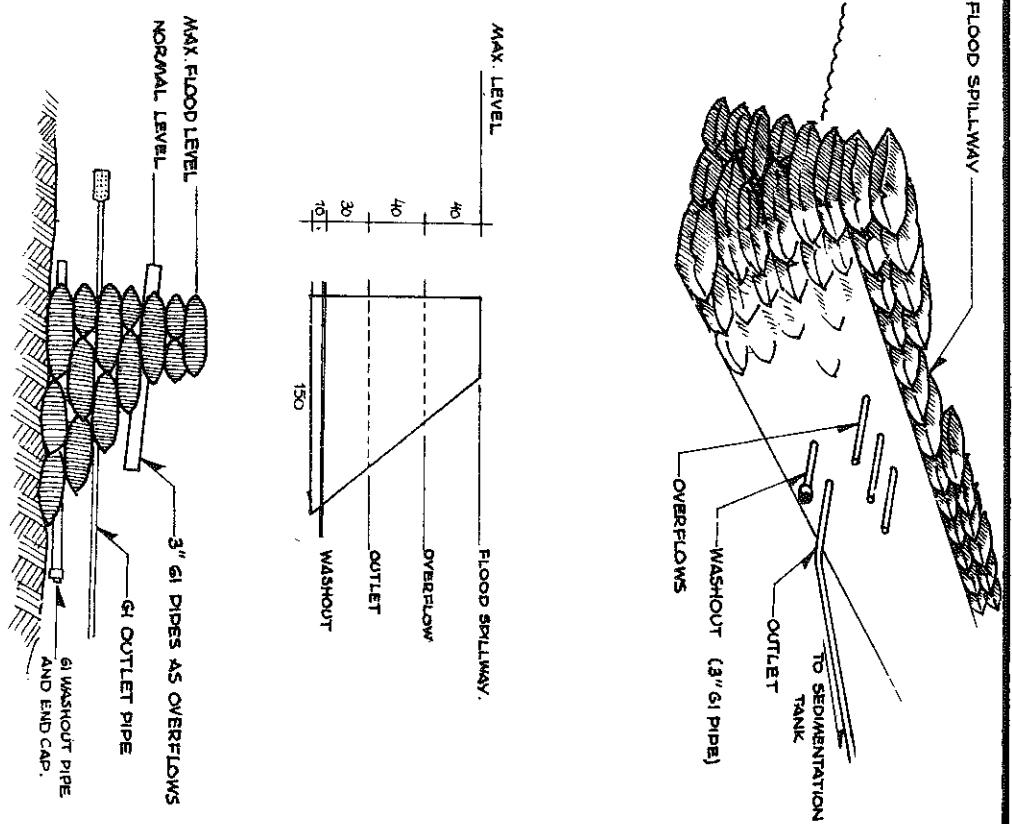 FLOOD SPILLWAY
OVERFLOWS
WASHOUT (3" GI PIPE)
OUTLET
TO SEDIMENTATION
TANK
MAX. LEVEL
40
40
30
10
150
FLOOD SPILLWAY.
OVERFLOW
OUTLET
WASHOUT
MAX. FLOOD LEVEL
NORMAL LEVEL
3" GI PIPES AS OVERFLOWS
GI OUTLET PIPE
GI WASHOUT PIPE
AND END CAP.